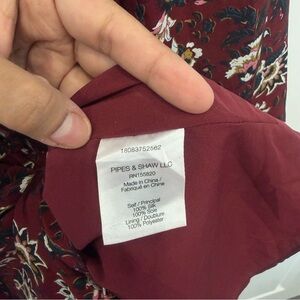 18083752562
PIPES & SHAW LLC
RN155820
Made in China /
Fabriqué en Chine
Self / Principal
100% Silk
100% Soie
Lining / Doublure
100% Polyester